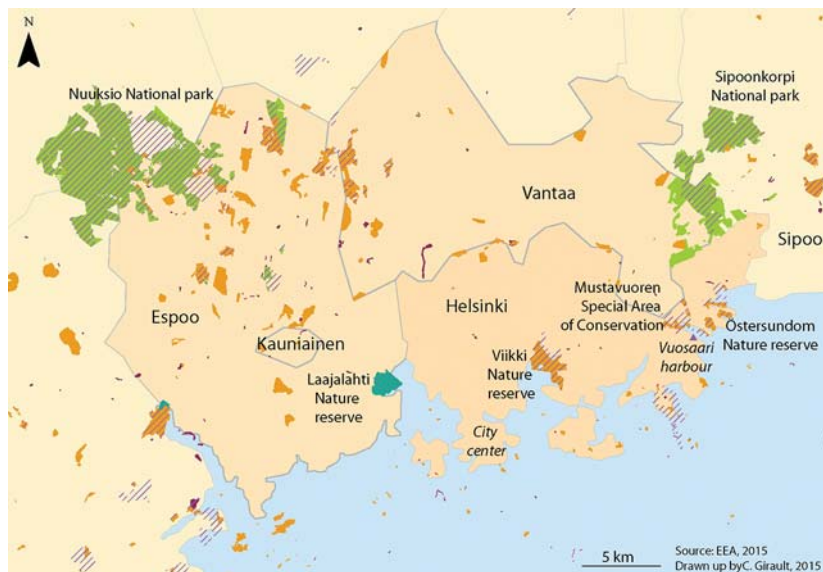 N
Nuuksio National park
Sipoonkorpi
National park
Vantaa
Sipoo
Mustavuoren
Special Area
of Conservation
Helsinki
Espoo
Östersundom
Nature reserve
Kauniainen
Vuosaari
harbour
Laajalahti
Nature
reserve
Viikki
Nature
reserve
City
center
5 km
Source: EEA, 2015
Drawn up byC. Girault, 2015